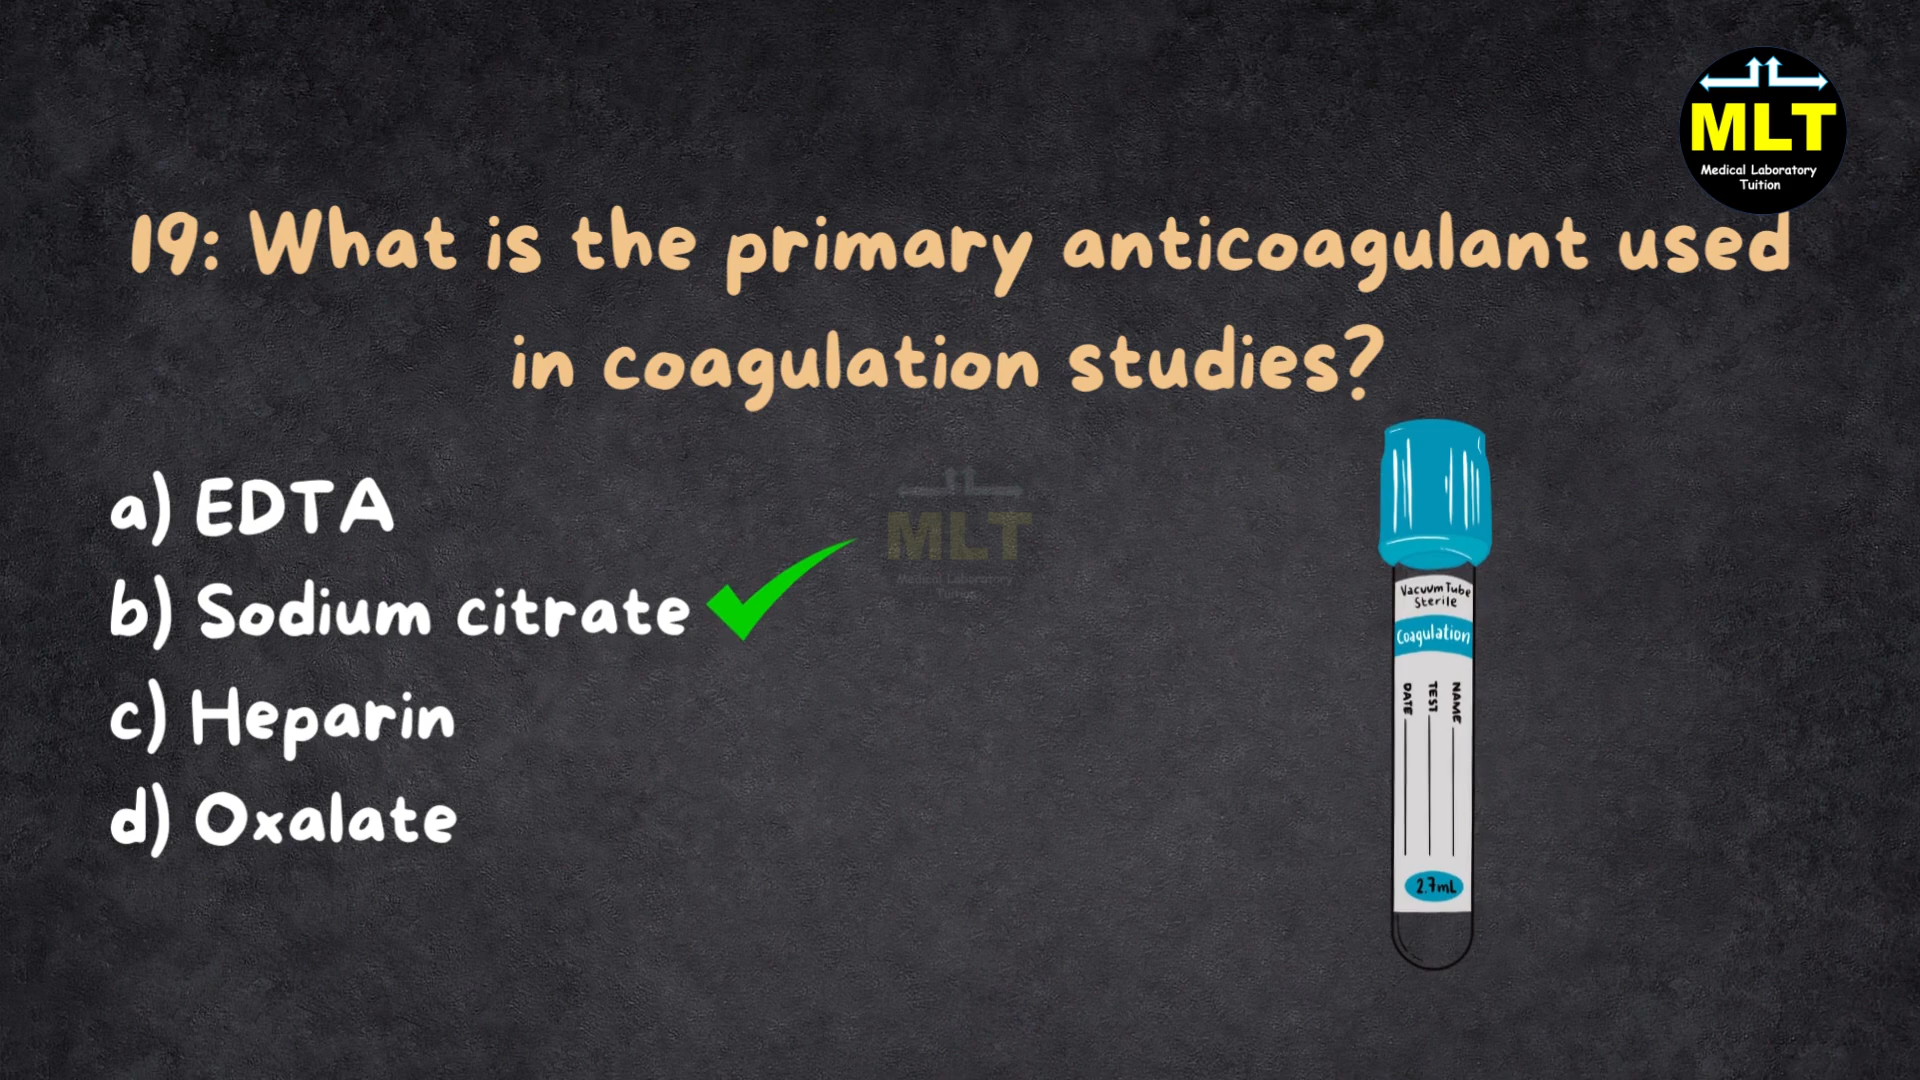 MLT
Medical Laboratory
Tuition
19: What is the primary anticoagulant used
in coagulation studies?
a) EDTA
b) Sodium citrate
c) Heparin
d) Oxalate
MLT
Medical Laboratory
Tuition
Vacuum Tube
Sterile
Coagulation
NAME
TEST
DATE
2.7mL